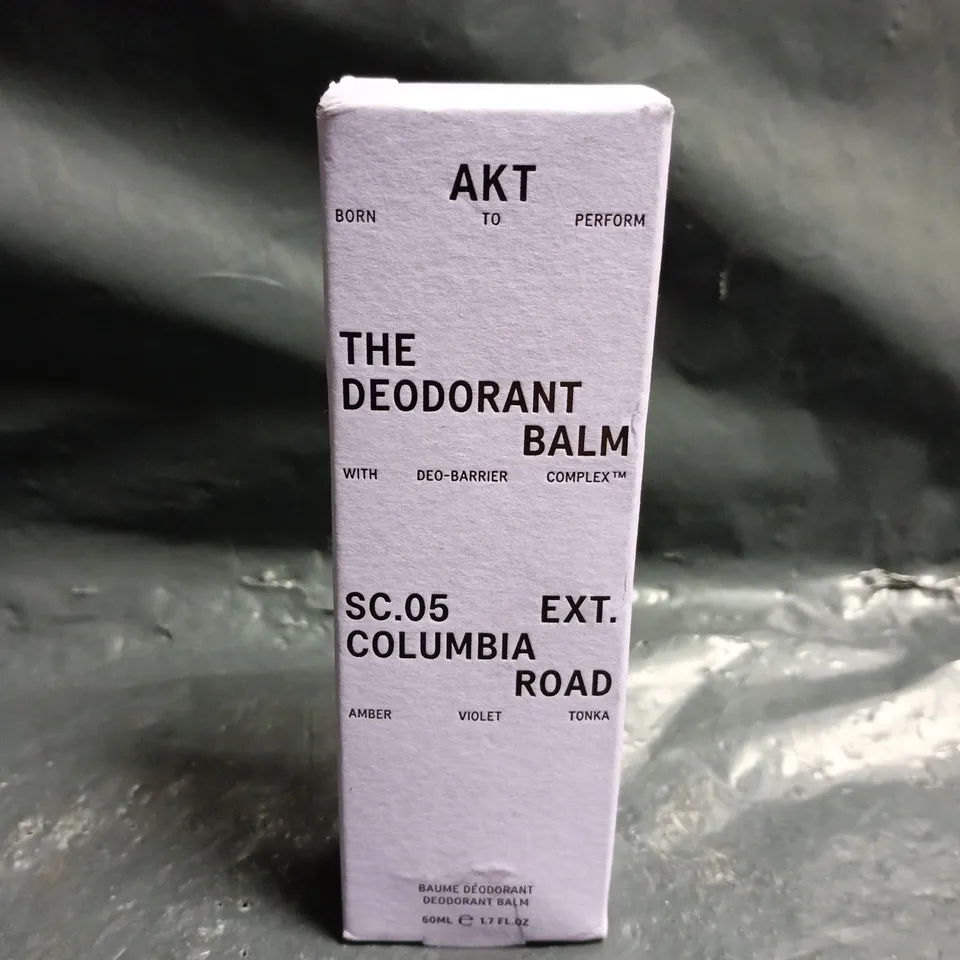 AKT
BORN TO PERFORM
THE
DEODORANT
BALM
WITH DEO-BARRIER COMPLEX™
SC.05 EXT.
COLUMBIA
ROAD
AMBER VIOLET TONKA
BAUME DÉODORANT
DEODORANT BALM
50ML ℮ 1.7 FL.OZ